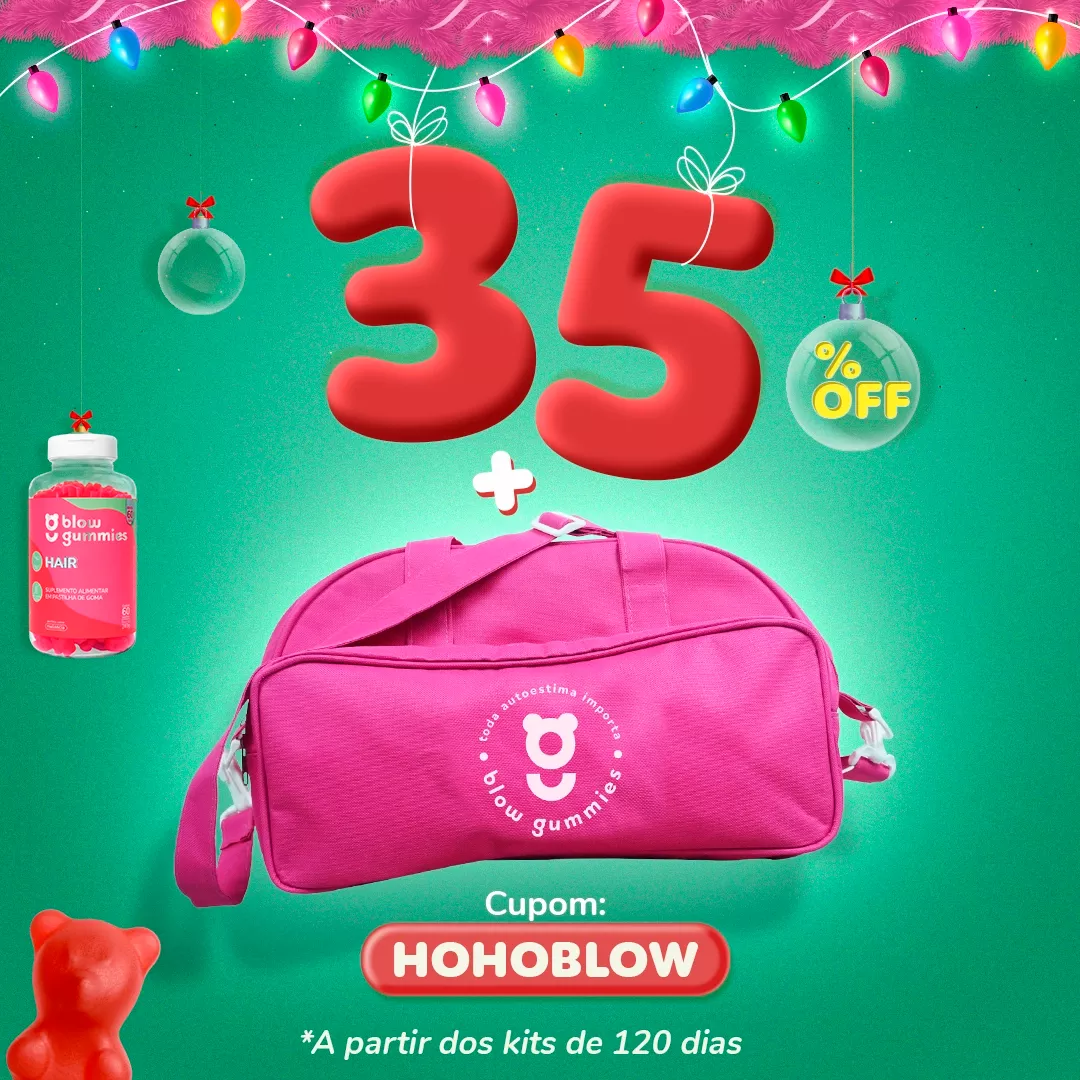 35
%
OFF
+
blow
gummies
HAIR
SUPLEMENTO ALIMENTAR
EM PASTILHA DE GOMA
toda autoestima importa
blow gummies
Cupom:
HOHOBLOW
*A partir dos kits de 120 dias